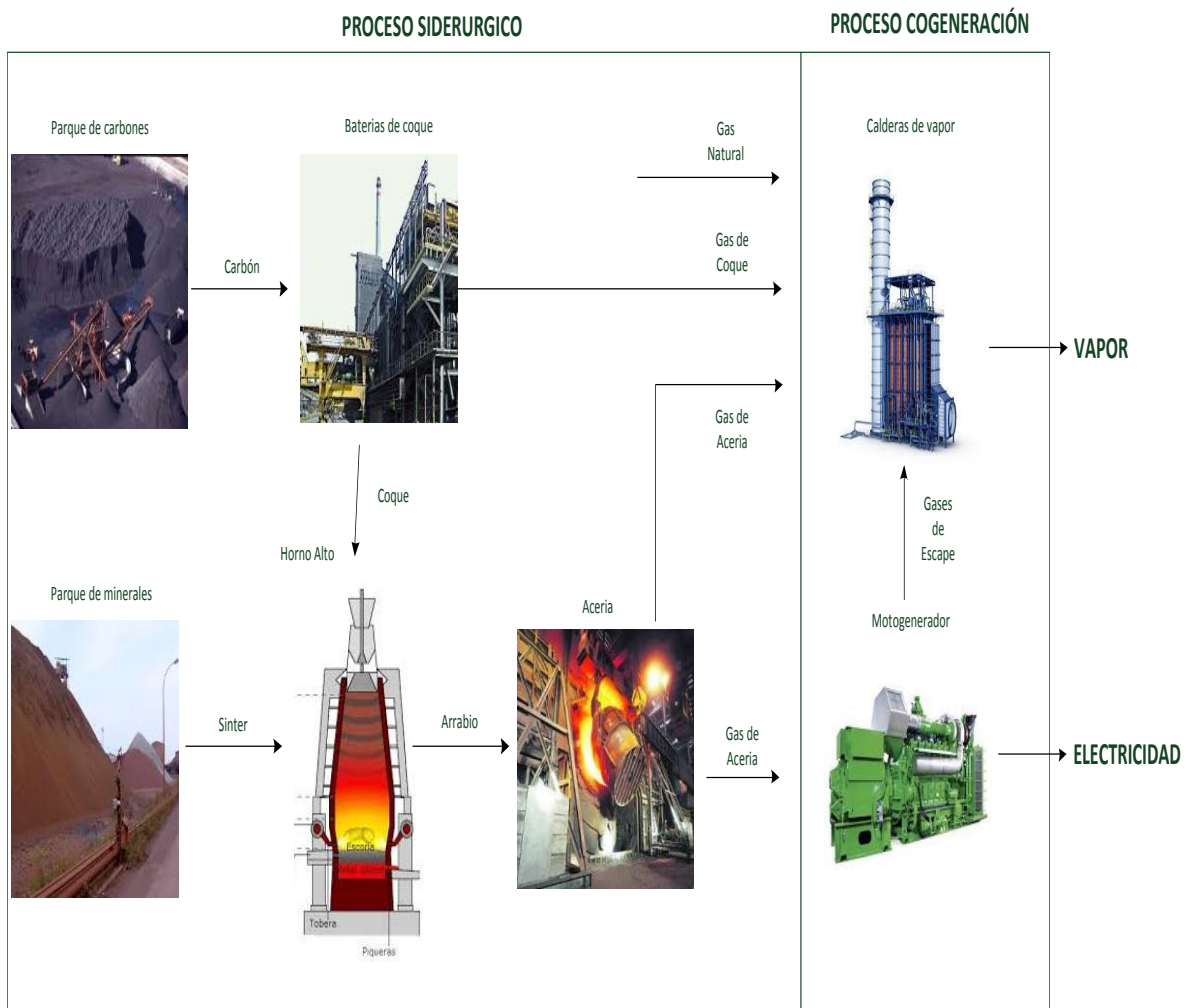 PROCESO SIDERURGICO
PROCESO COGENERACIÓN
Parque de carbones
Baterias de coque
Gas
Natural
Calderas de vapor
Carbón
Gas de
Coque
VAPOR
Gas de
Aceria
Coque
Gases
de
Escape
Horno Alto
Parque de minerales
Aceria
Motogenerador
Sinter
Arrabio
Gas de
Aceria
ELECTRICIDAD
Escoria
Tobera
Piqueras